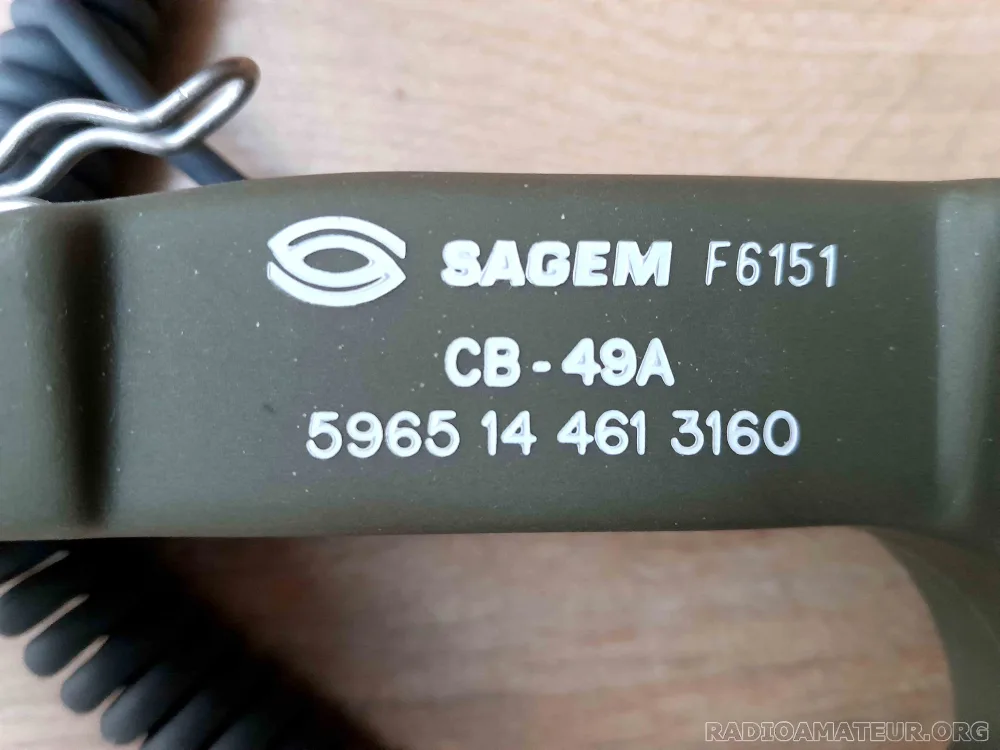 SAGEM F6151
CB-49A
5965 14 461 3160
RADIOAMATEUR.ORG